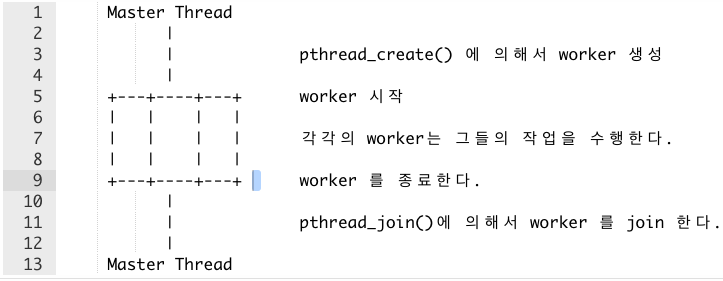 1 Master Thread
2 |
3 | pthread_create() 에 의해서 worker 생성
4 |
5 +---+----+---+ worker 시작
6 | | | |
7 | | | | 각각의 worker는 그들의 작업을 수행한다.
8 | | | |
9 +---+----+---+ worker 를 종료한다.
10 |
11 | pthread_join()에 의해서 worker 를 join 한다.
12 |
13 Master Thread